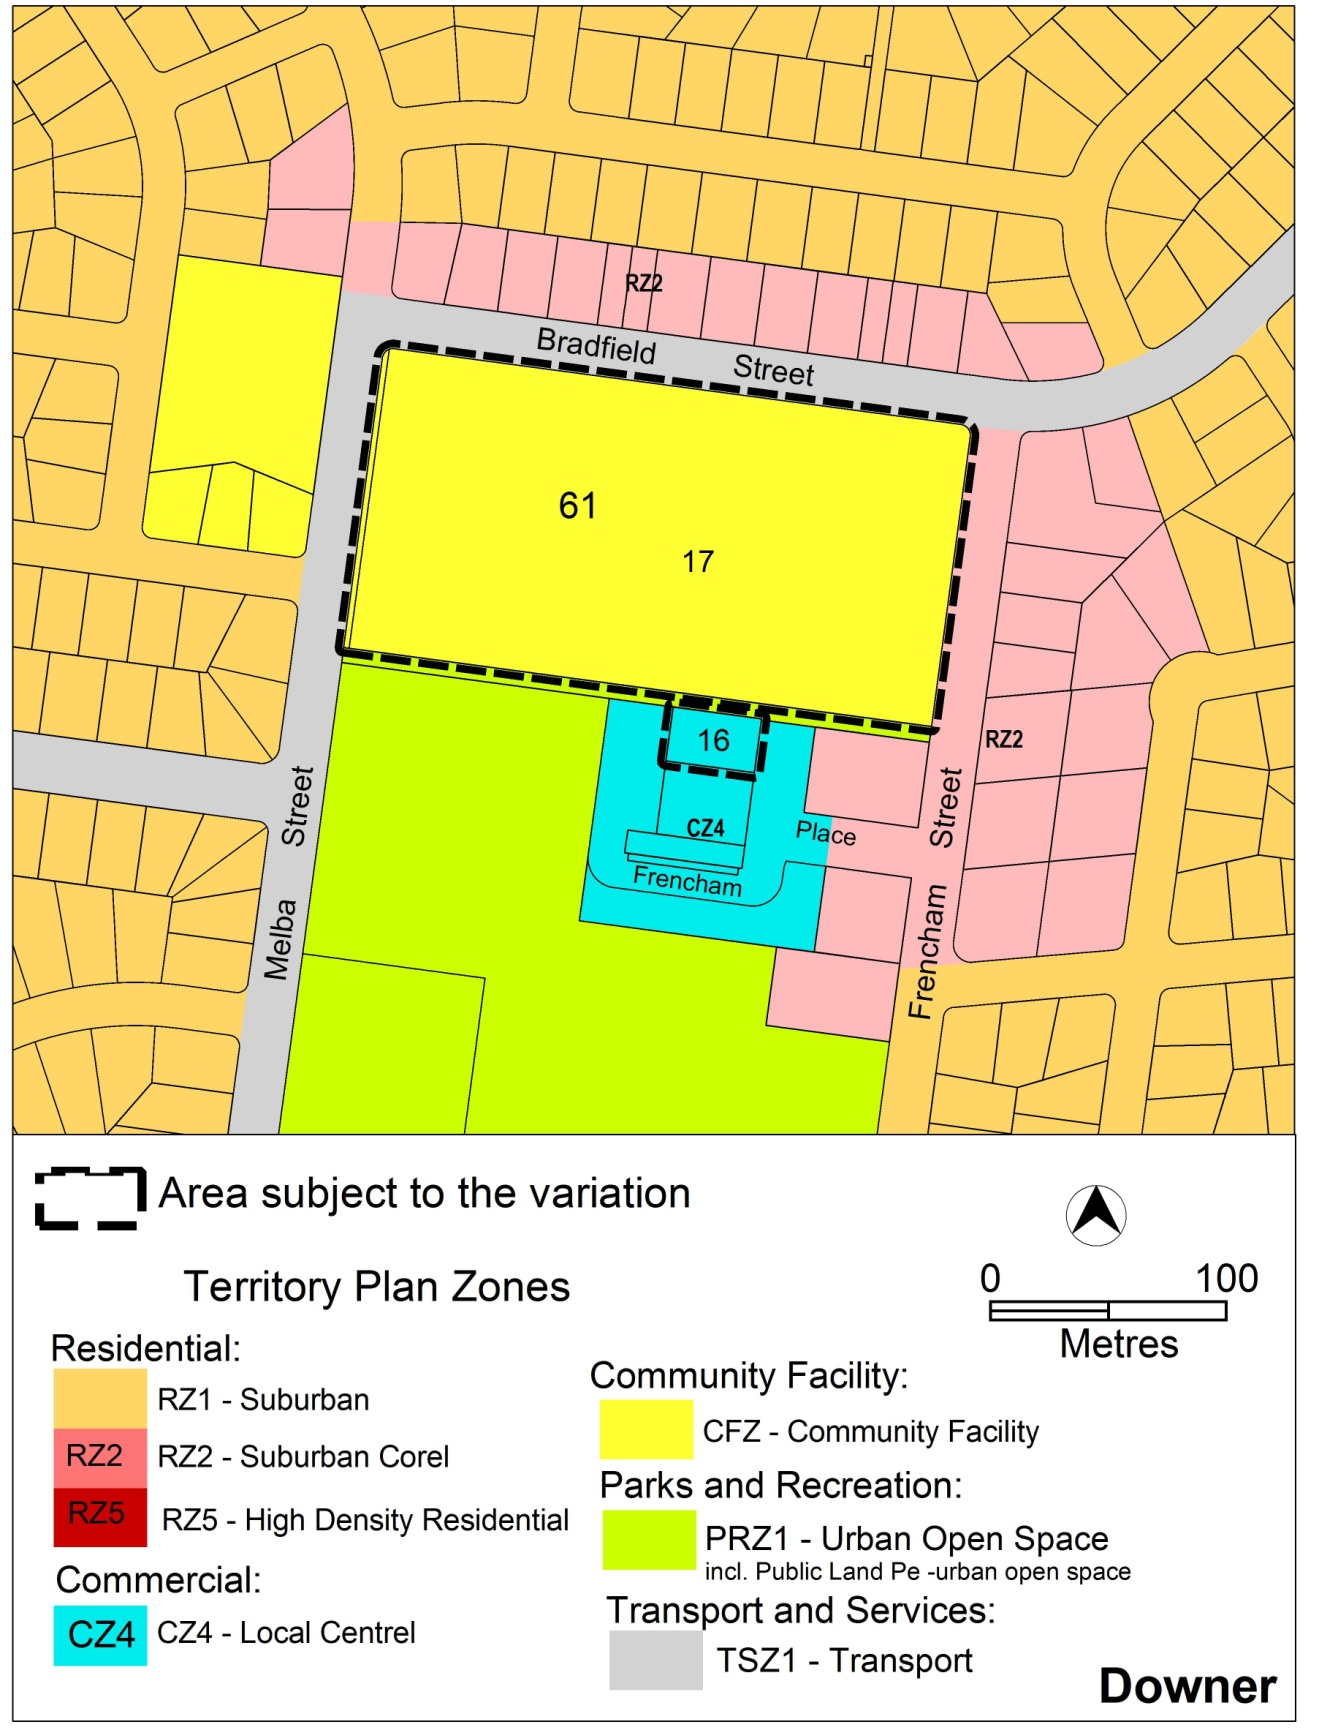 RZ2
Bradfield Street
61
17
16
RZ2
CZ4
Place
Frencham
Melba Street
Frencham Street
Area subject to the variation
Territory Plan Zones
0 100
Metres
Residential:
RZ1 - Suburban
RZ2 RZ2 - Suburban Corel
RZ5 RZ5 - High Density Residential
Commercial:
CZ4 CZ4 - Local Centrel
Community Facility:
CFZ - Community Facility
Parks and Recreation:
PRZ1 - Urban Open Space
incl. Public Land Pe -urban open space
Transport and Services:
TSZ1 - Transport
Downer